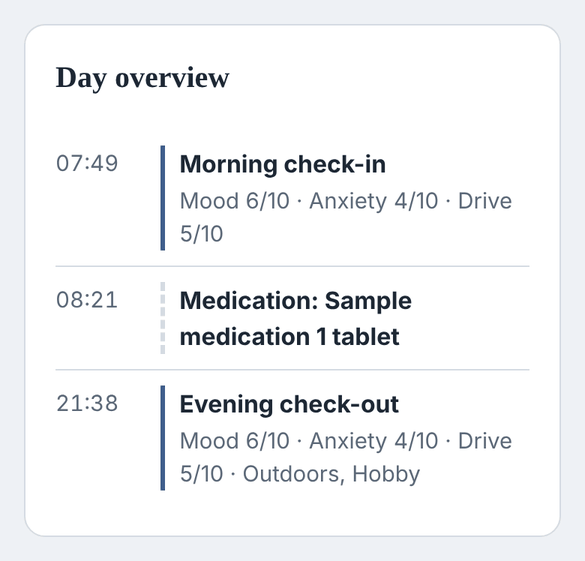 Day overview
07:49
Morning check-in
Mood 6/10 · Anxiety 4/10 · Drive
5/10
08:21
Medication: Sample
medication 1 tablet
21:38
Evening check-out
Mood 6/10 · Anxiety 4/10 · Drive
5/10 · Outdoors, Hobby